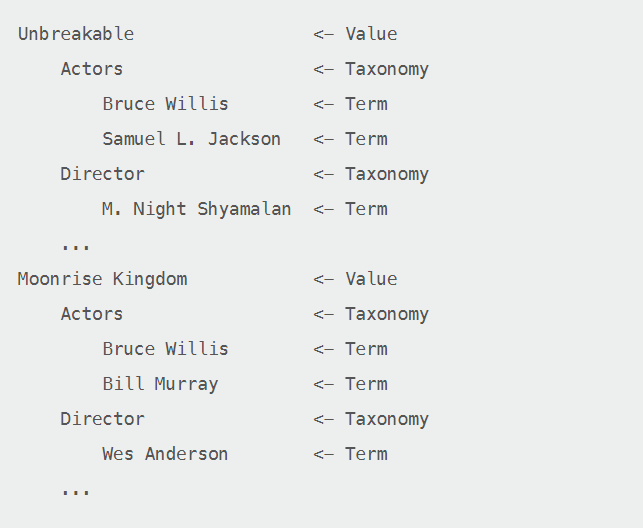 Unbreakable                 <— Value
    Actors                  <— Taxonomy
        Bruce Willis        <— Term
        Samuel L. Jackson   <— Term
    Director                <— Taxonomy
        M. Night Shyamalan  <— Term
    ...
Moonrise Kingdom            <— Value
    Actors                  <— Taxonomy
        Bruce Willis        <— Term
        Bill Murray         <— Term
    Director                <— Taxonomy
        Wes Anderson        <— Term
    ...